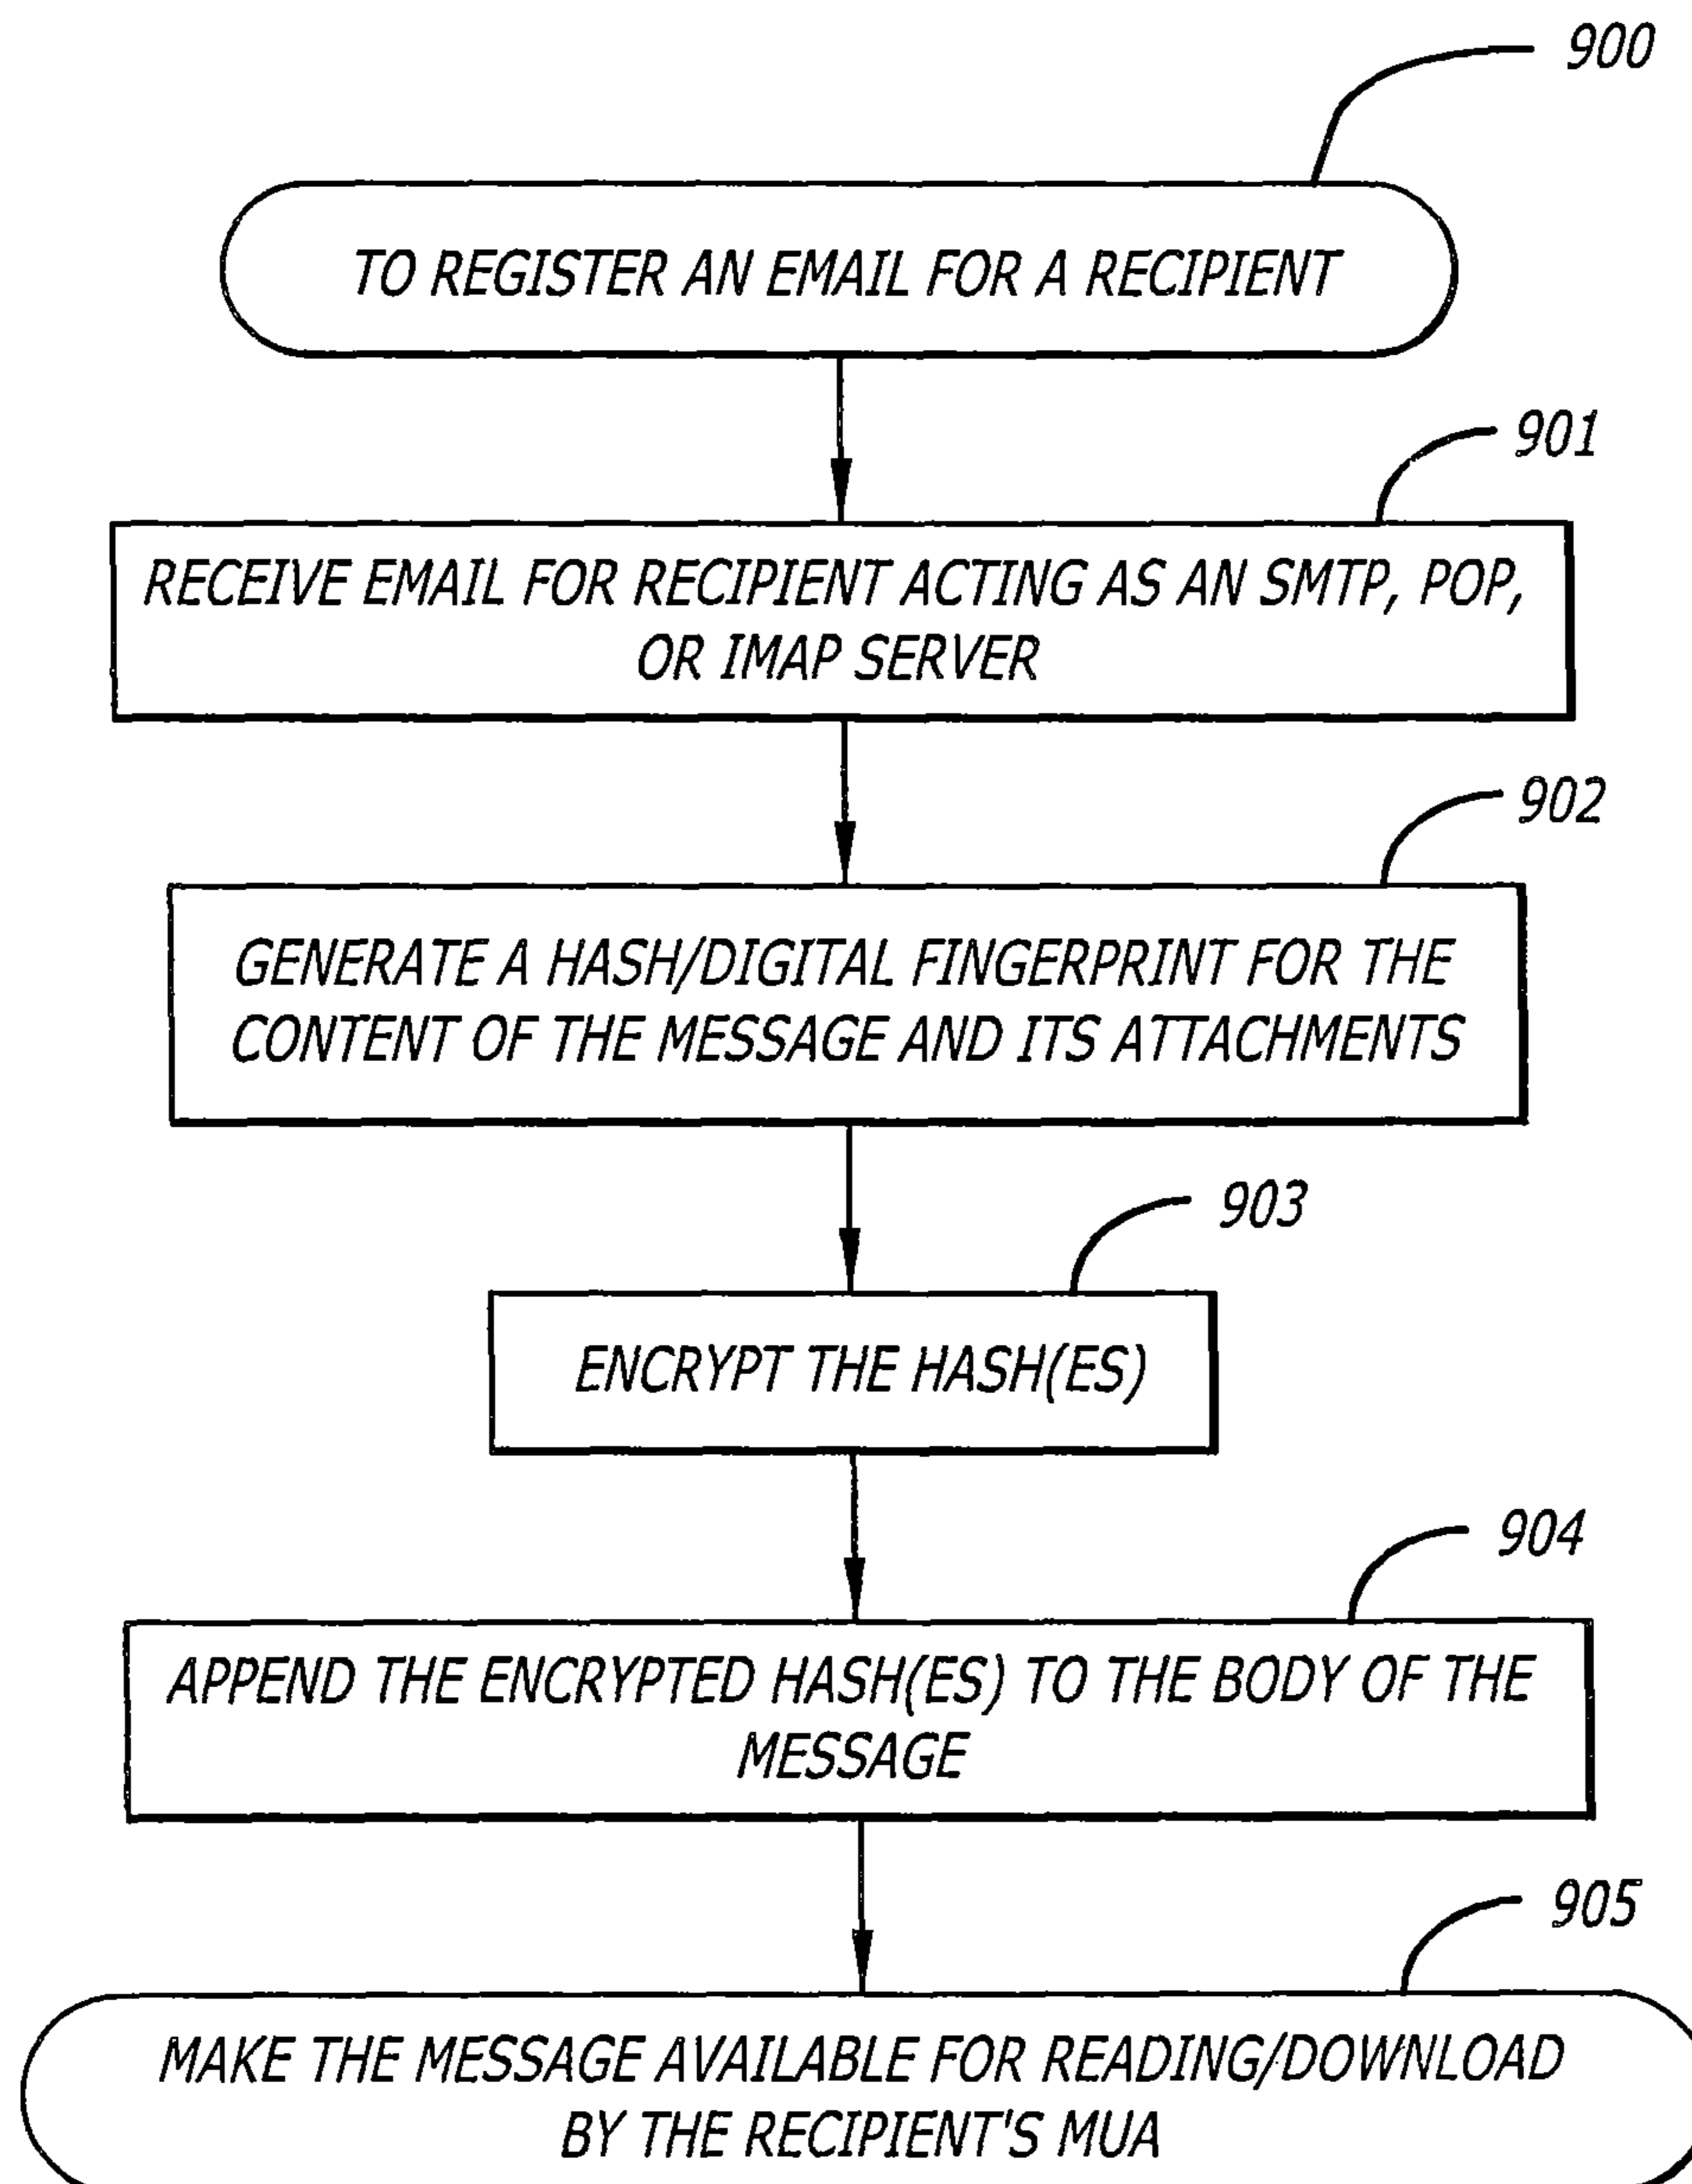 900
TO REGISTER AN EMAIL FOR A RECIPIENT
901
RECEIVE EMAIL FOR RECIPIENT ACTING AS AN SMTP, POP,
OR IMAP SERVER
902
GENERATE A HASH/DIGITAL FINGERPRINT FOR THE
CONTENT OF THE MESSAGE AND ITS ATTACHMENTS
903
ENCRYPT THE HASH(ES)
904
APPEND THE ENCRYPTED HASH(ES) TO THE BODY OF THE
MESSAGE
905
MAKE THE MESSAGE AVAILABLE FOR READING/DOWNLOAD
BY THE RECIPIENT'S MUA